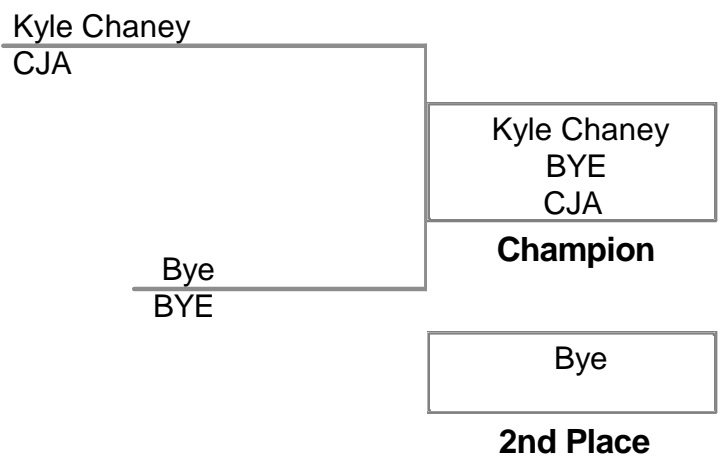 Kyle Chaney
CJA
Kyle Chaney
BYE
CJA
Champion
Bye
BYE
Bye
2nd Place